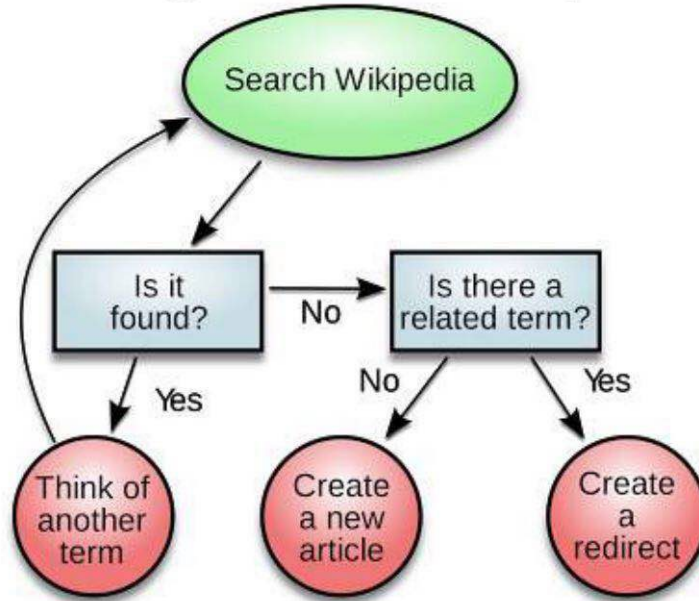 Search Wikipedia
Is it
found?
No
Is there a
related term?
Yes
No
Yes
Think of
another
term
Create
a new
article
Create
a
redirect